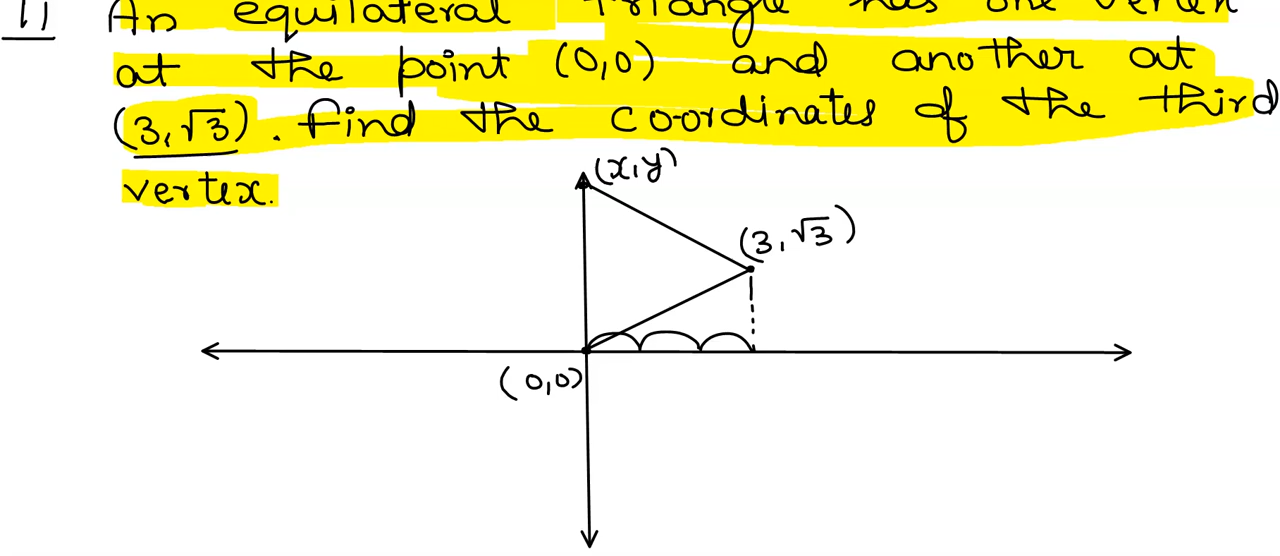 11 An equilateral triangle has one vertex
at the point (0,0) and another at
(3,√3). find the coordinates of the third
vertex.
(x,y)
(3,√3)
(0,0)